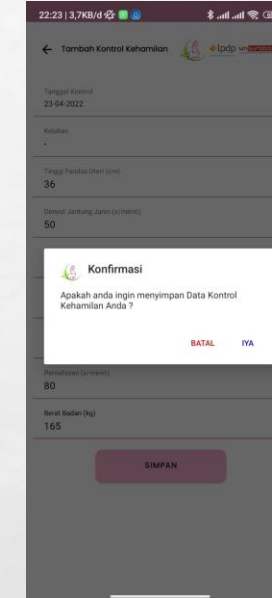 22:23 | 3,7KB/d
Tambah Kontrol Kehamilan
lpdp
Tanggal Kontrol
23-04-2022
Keluhan
-
Tinggi Fundus Uteri (cm)
36
Denyut Jantung Janin (x/menit)
50
Konfirmasi
Apakah anda ingin menyimpan Data Kontrol
Kehamilan Anda ?
BATAL IYA
Pernafasan (x/menit)
80
Berat Badan (kg)
165
SIMPAN